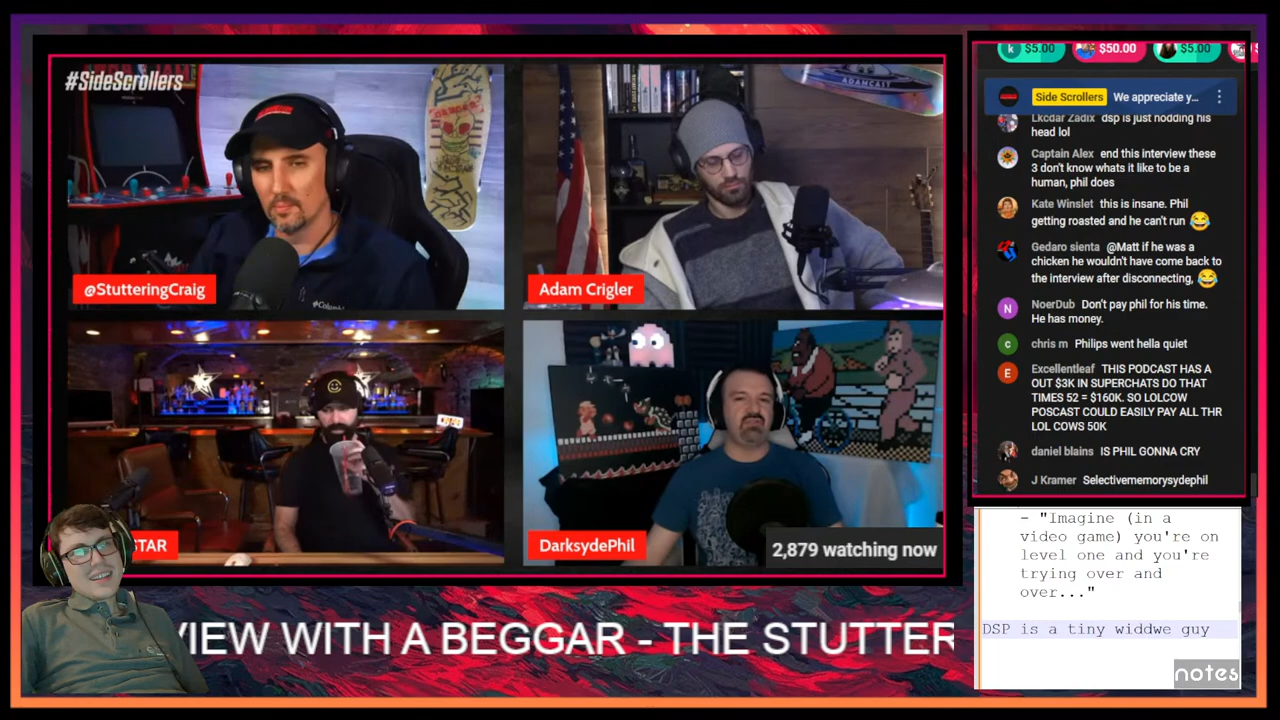 #SideScrollers
ADAMCAST
@StutteringCraig
Adam Crigler
STAR
DarksydePhil
2,879 watching now
VIEW WITH A BEGGAR - THE STUTTER
k $5.00
$50.00
$5.00
Side Scrollers We appreciate y...
Lkcdar Zadix dsp is just nodding his
head lol
Captain Alex end this interview these
3 don't know whats it like to be a
human, phil does
Kate Winslet this is insane. Phil
getting roasted and he can't run
Gedaro sienta @Matt if he was a
chicken he wouldn't have come back to
the interview after disconnecting,
N NoerDub Don't pay phil for his time.
He has money.
c chris m Philips went hella quiet
E Excellentleaf THIS PODCAST HAS A
OUT $3K IN SUPERCHATS DO THAT
TIMES 52 = $160K. SO LOLCOW
POSCAST COULD EASILY PAY ALL THR
LOL COWS 50K
daniel blains IS PHIL GONNA CRY
J Kramer Selectivememorysydephil
- "Imagine (in a
video game) you're on
level one and you're
trying over and
over..."
DSP is a tiny widdwe guy
notes